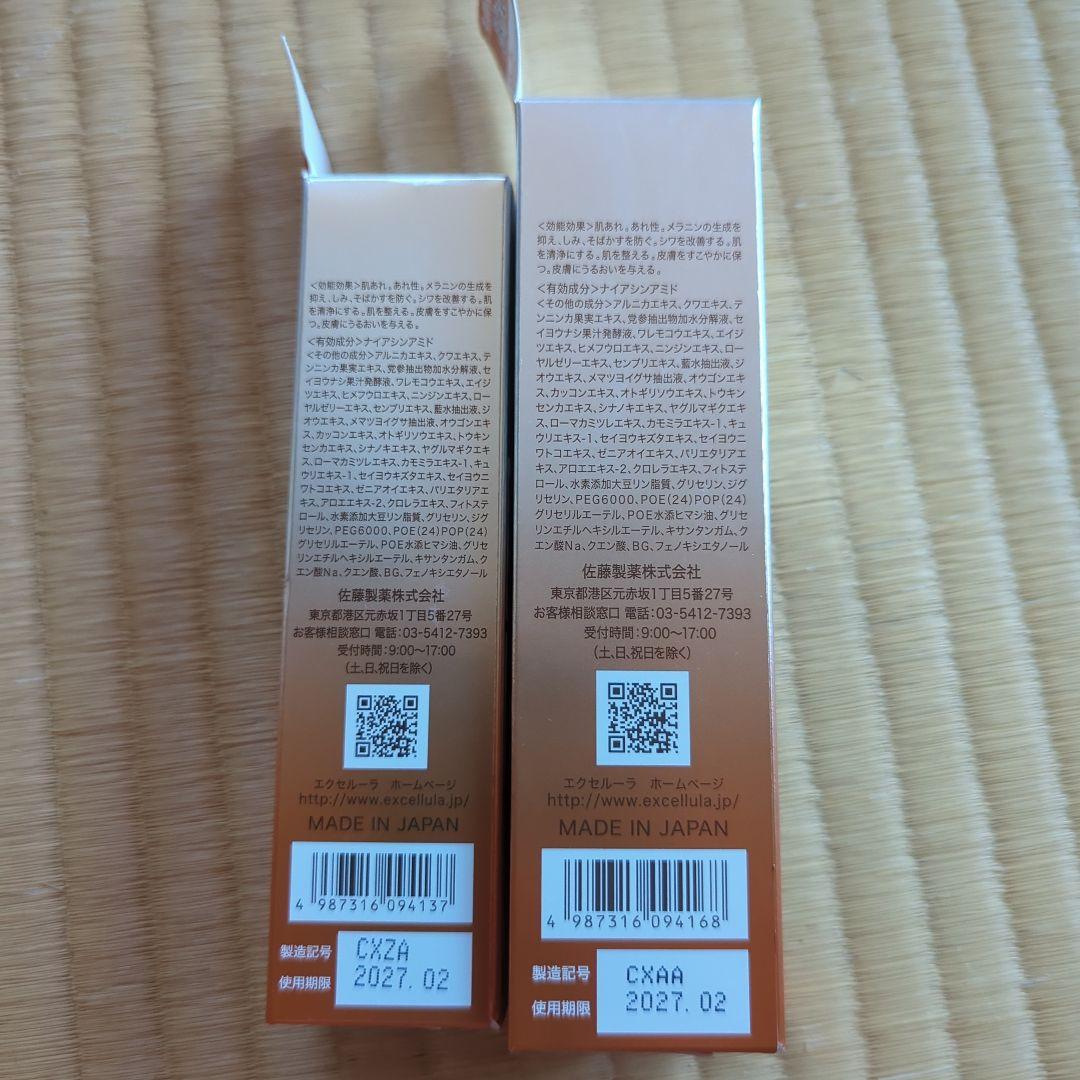 <効能効果>肌あれ。あれ性。メラニンの生成を
抑え、しみ、そばかすを防ぐ。シワを改善する。肌
を清浄にする。肌を整える。皮膚をすこやかに保
つ。皮膚にうるおいを与える。
<有効成分>ナイアシンアミド
<その他の成分>アルニカエキス、クワエキス、テ
ンニンカ果実エキス、党参抽出物加水分解液、セ
イヨウナシ果汁発酵液、ワレモコウエキス、エイジ
ツエキス、ヒメフウロエキス、ニンジンエキス、ロー
ヤルゼリーエキス、センブリエキス、藍水抽出液、ジ
オウエキス、メマツヨイグサ抽出液、オウゴンエキ
ス、カッコンエキス、オトギリソウエキス、トウキン
センカエキス、シナノキエキス、ヤグルマギクエキ
ス、ローマカミツレエキス、カモミラエキス-1、キュ
ウリエキス-1、セイヨウキズタエキス、セイヨウニ
ワトコエキス、ゼニアオイエキス、パリエタリアエ
キス、アロエエキス-2、クロレラエキス、フィトステ
ロール、水素添加大豆リン脂質、グリセリン、ジグ
リセリン、PEG6000、POE(24)POP(24)
グリセリルエーテル、POE水添ヒマシ油、グリセ
リンエチルヘキシルエーテル、キサンタンガム、ク
エン酸Na、クエン酸、BG、フェノキシエタノール
佐藤製薬株式会社
東京都港区元赤坂1丁目5番27号
お客様相談窓口 電話:03-5412-7393
受付時間:9:00〜17:00
(土、日、祝日を除く)
エクセルーラ ホームページ
http://www.excellula.jp/
MADE IN JAPAN
4 987316 094137
製造記号 CXZA
使用期限 2027.02
<効能効果>肌あれ。あれ性。メラニンの生成を
抑え、しみ、そばかすを防ぐ。シワを改善する。肌
を清浄にする。肌を整える。皮膚をすこやかに保
つ。皮膚にうるおいを与える。
<有効成分>ナイアシンアミド
<その他の成分>アルニカエキス、クワエキス、テ
ンニンカ果実エキス、党参抽出物加水分解液、セ
イヨウナシ果汁発酵液、ワレモコウエキス、エイジ
ツエキス、ヒメフウロエキス、ニンジンエキス、ロー
ヤルゼリーエキス、センブリエキス、藍水抽出液、ジ
オウエキス、メマツヨイグサ抽出液、オウゴンエキ
ス、カッコンエキス、オトギリソウエキス、トウキン
センカエキス、シナノキエキス、ヤグルマギクエキ
ス、ローマカミツレエキス、カモミラエキス-1、キュ
ウリエキス-1、セイヨウキズタエキス、セイヨウニ
ワトコエキス、ゼニアオイエキス、パリエタリアエ
キス、アロエエキス-2、クロレラエキス、フィトステ
ロール、水素添加大豆リン脂質、グリセリン、ジグ
リセリン、PEG6000、POE(24)POP(24)
グリセリルエーテル、POE水添ヒマシ油、グリセ
リンエチルヘキシルエーテル、キサンタンガム、ク
エン酸Na、クエン酸、BG、フェノキシエタノール
佐藤製薬株式会社
東京都港区元赤坂1丁目5番27号
お客様相談窓口 電話:03-5412-7393
受付時間:9:00〜17:00
(土、日、祝日を除く)
エクセルーラ ホームページ
http://www.excellula.jp/
MADE IN JAPAN
4 987316 094168
製造記号 CXAA
使用期限 2027.02